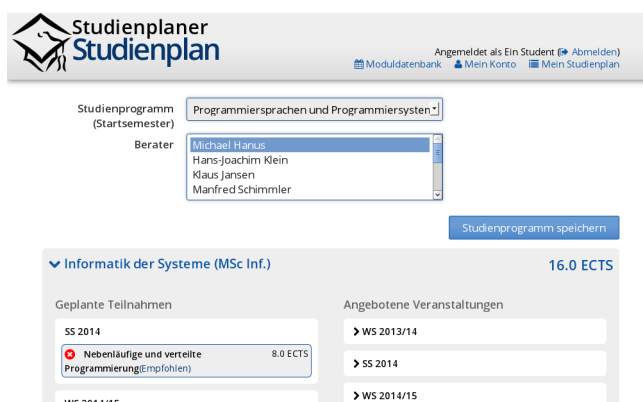 Studienplaner
Studienplan
Angemeldet als Ein Student (Abmelden)
Moduldatenbank Mein Konto Mein Studienplan
Studienprogramm
(Startsemester)
Programmiersprachen und Programmiersysten
Berater
Michael Hanus
Hans-Joachim Klein
Klaus Jansen
Manfred Schimmler
Studienprogramm speichern
Informatik der Systeme (MSc Inf.) 16.0 ECTS
Geplante Teilnahmen
SS 2014
Nebenläufige und verteilte 8.0 ECTS
Programmierung(Empfohlen)
WS 2014/15
Angebotene Veranstaltungen
WS 2013/14
SS 2014
WS 2014/15